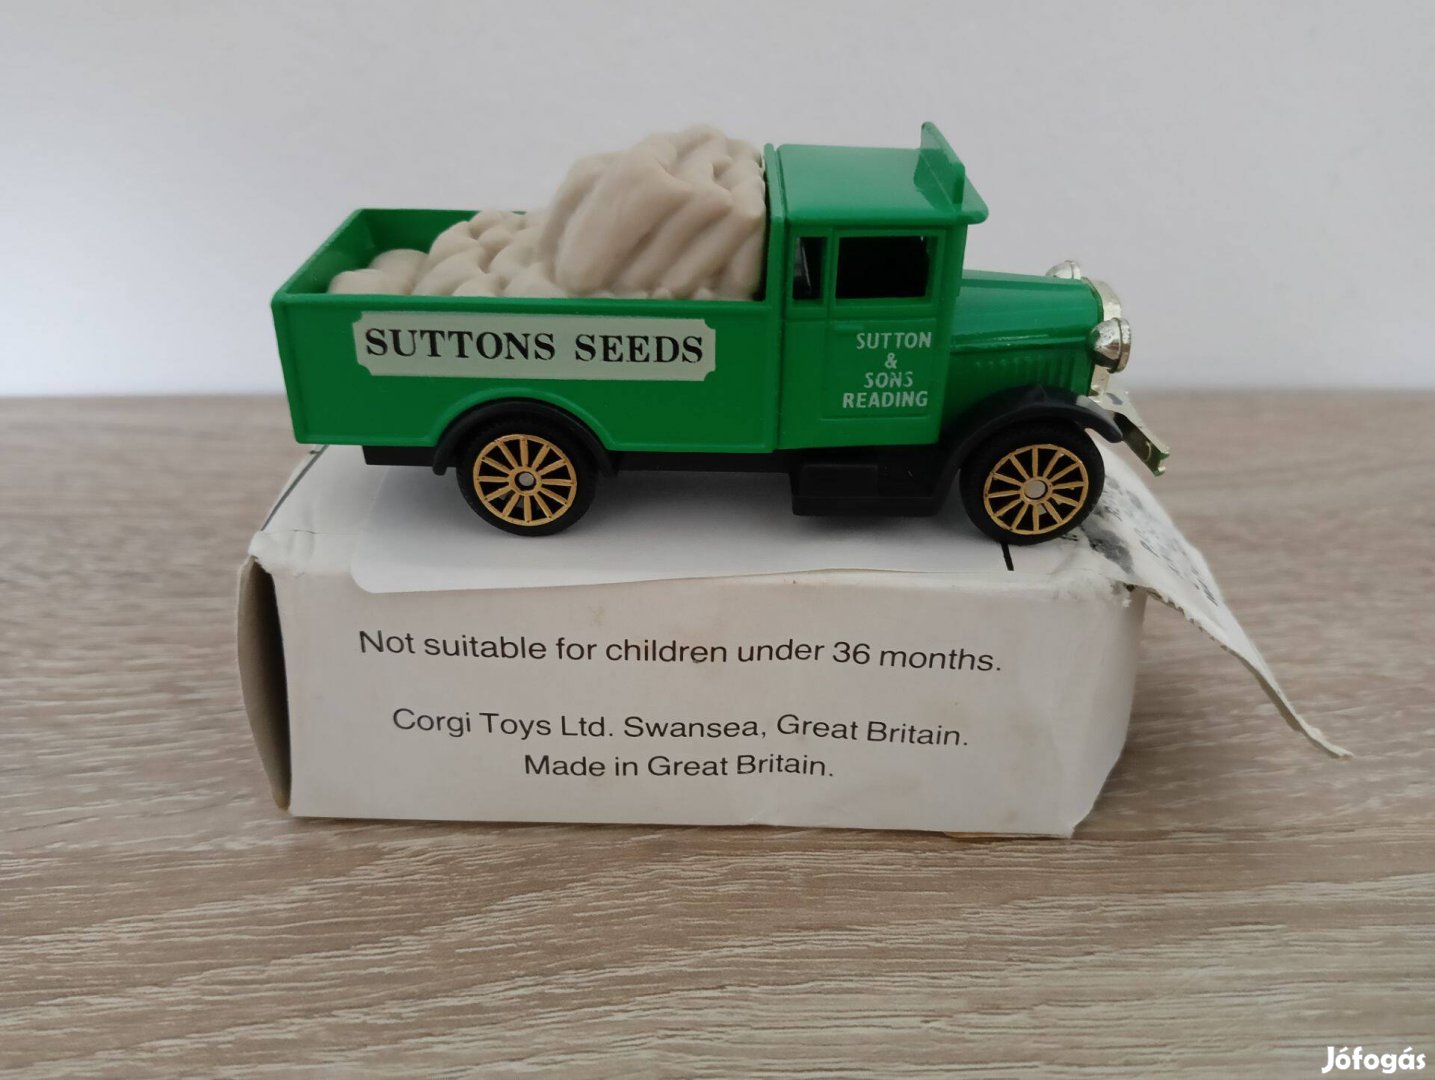 SUTTONS SEEDS
SUTTON
&
SONS
READING
Not suitable for children under 36 months.
Corgi Toys Ltd. Swansea, Great Britain.
Made in Great Britain.
Jófogás